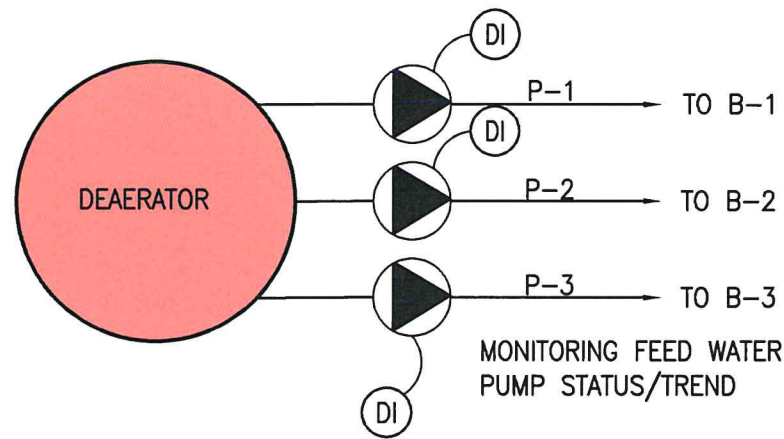 DI
P-1
TO B-1
DI
DEAERATOR
P-2
TO B-2
P-3
TO B-3
MONITORING FEED WATER
PUMP STATUS/TREND
DI